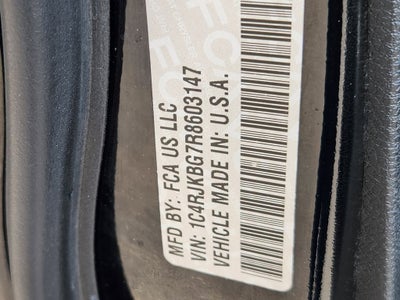 MFD BY: FCA US LLC
VIN: 1C4RJKBG7R8603147
VEHICLE MADE IN: U.S.A.